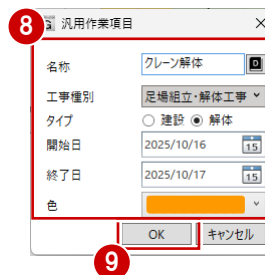 8
汎用作業項目
名称 クレーン解体 D
工事種別 足場組立・解体工事
タイプ 建設 解体
開始日 2025/10/16 15
終了日 2025/10/17 15
色
OK キャンセル
9